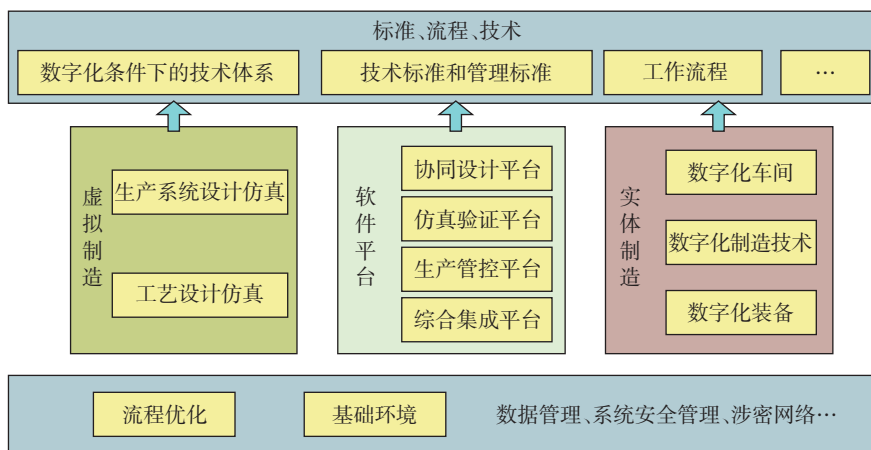 标准、流程、技术
数字化条件下的技术体系
技术标准和管理标准
工作流程
…
虚拟制造
生产系统设计仿真
工艺设计仿真
软件平台
协同设计平台
仿真验证平台
生产管控平台
综合集成平台
实体制造
数字化车间
数字化制造技术
数字化装备
流程优化
基础环境
数据管理、系统安全管理、涉密网络…